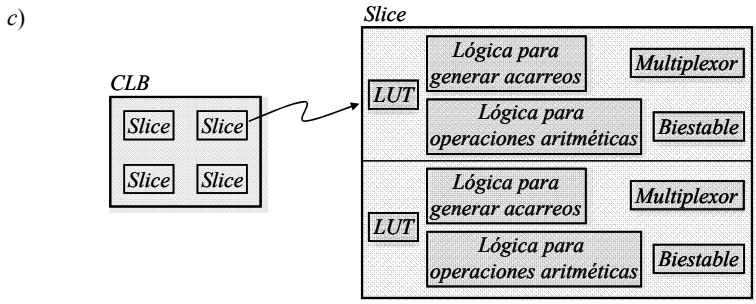 c)
CLB
Slice Slice
Slice Slice
Slice
LUT
Lógica para
generar acarreos
Multiplexor
Lógica para
operaciones aritméticas
Biestable
LUT
Lógica para
generar acarreos
Multiplexor
Lógica para
operaciones aritméticas
Biestable